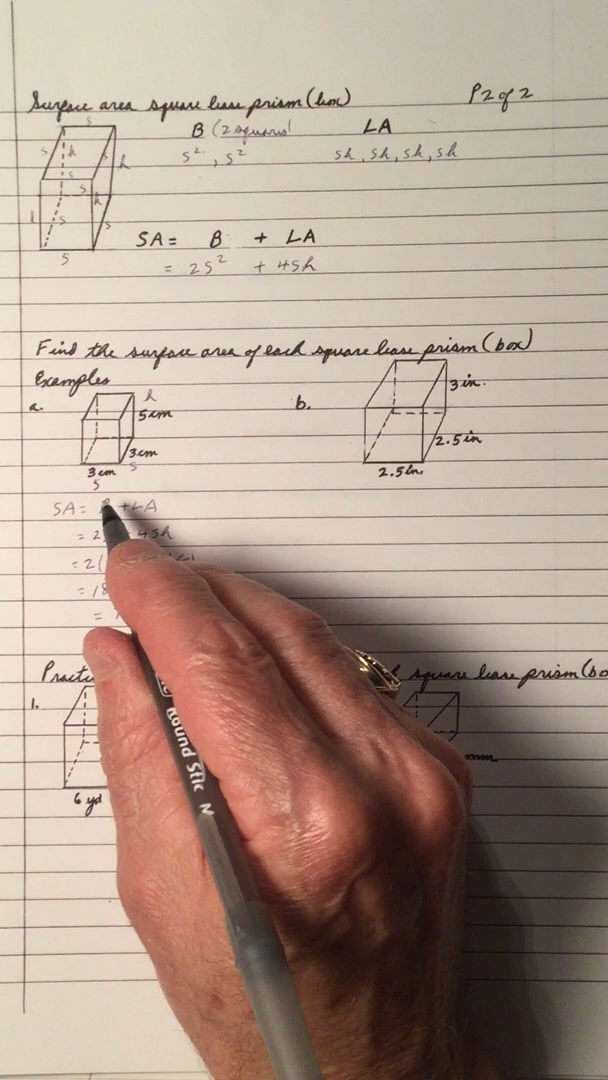 Surface area square base prism (box) P2 of 2
s
B (2 squares) LA
s², s² sh, sh, sh, sh
s h s h
s
s h
s s
s
SA = B + LA
= 2s² + 4sh
Find the surface area of each square base prism (box)
Examples
a. h 5 cm
3 cm
3 cm s
s
b. 3 in.
2.5 in
2.5 in.
SA = B + LA
= 2 4sh
= 2(
= 18
=
Practi square base prism (bo
1.
6 yd
mm
Round Stic